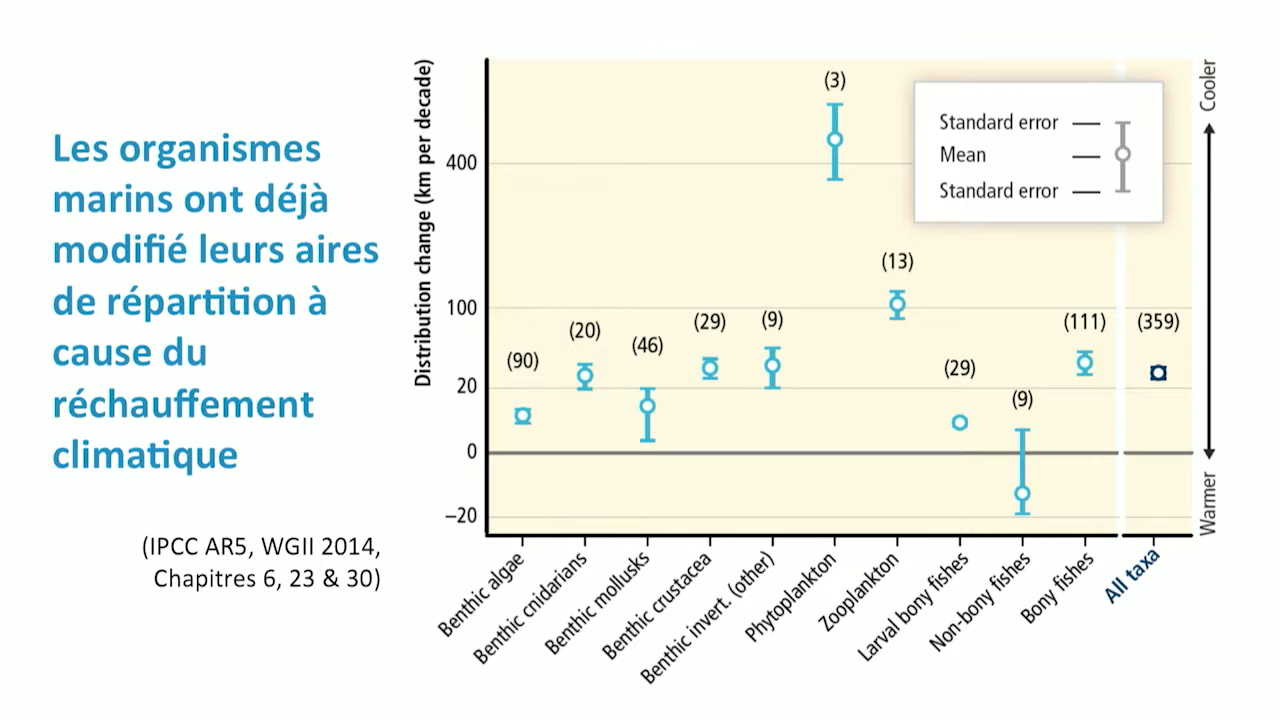 Les organismes
marins ont déjà
modifié leurs aires
de répartition à
cause du
réchauffement
climatique
(IPCC AR5, WGII 2014,
Chapitres 6, 23 & 30)
Distribution change (km per decade)
400
100
20
0
–20
(90)
(20)
(46)
(29)
(9)
(3)
(13)
(29)
(9)
(111)
(359)
Standard error
Mean
Standard error
Cooler
Warmer
Benthic algae
Benthic cnidarians
Benthic mollusks
Benthic crustacea
Benthic invert. (other)
Phytoplankton
Zooplankton
Larval bony fishes
Non-bony fishes
Bony fishes
All taxa